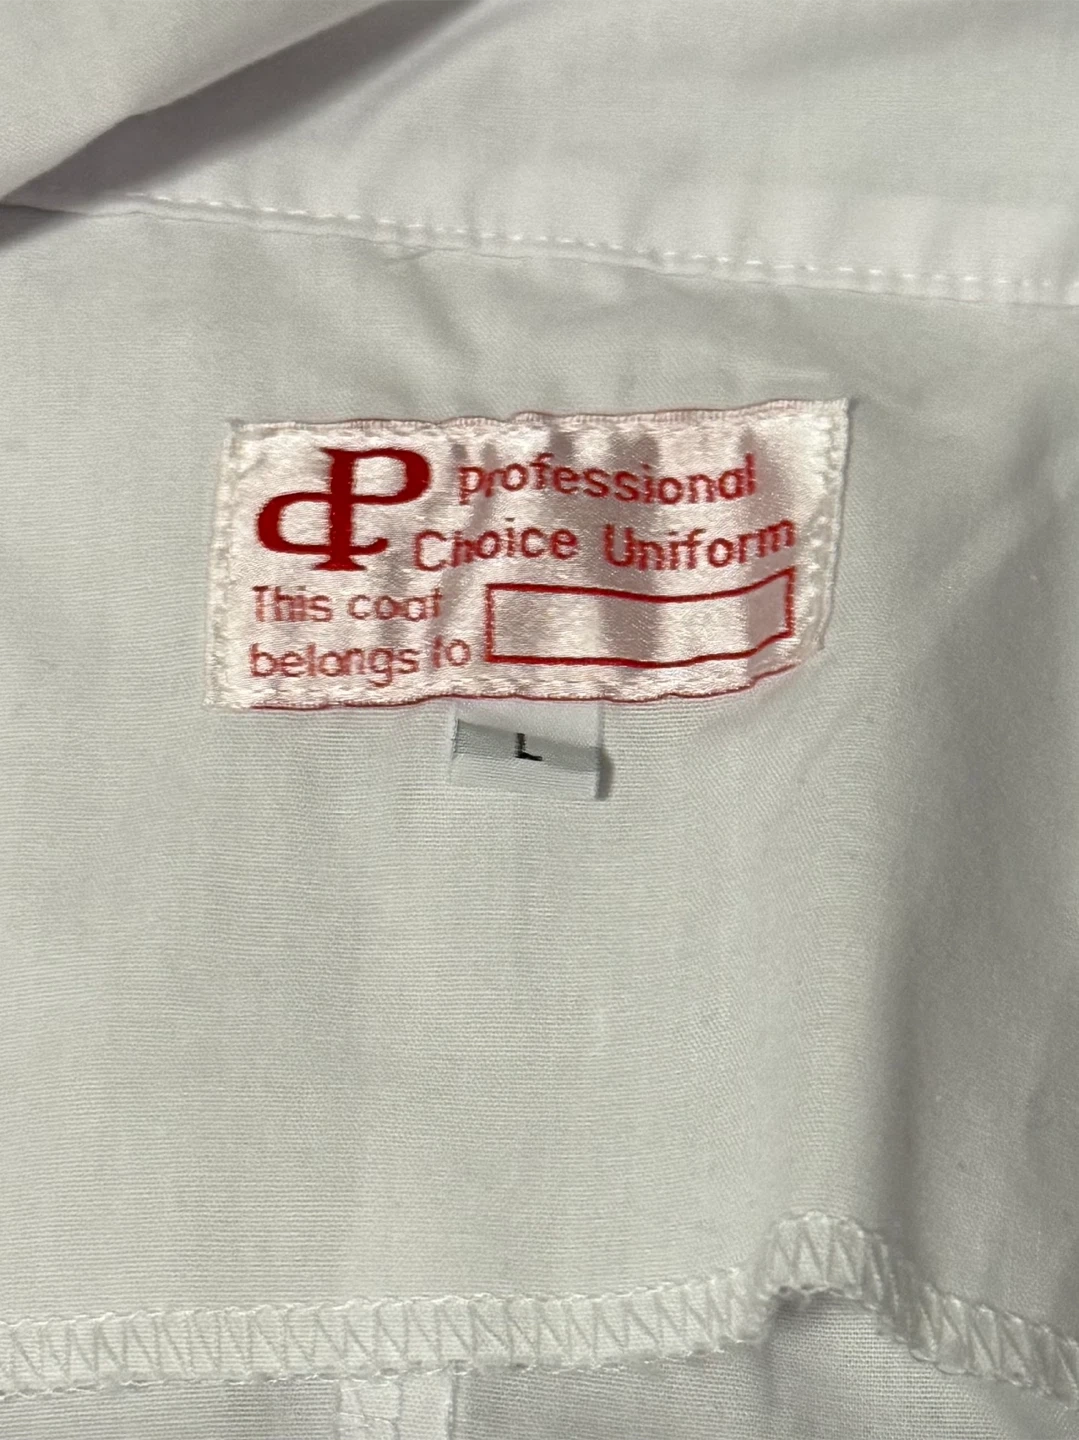 professional
Choice Uniform
This coat
belongs to
L